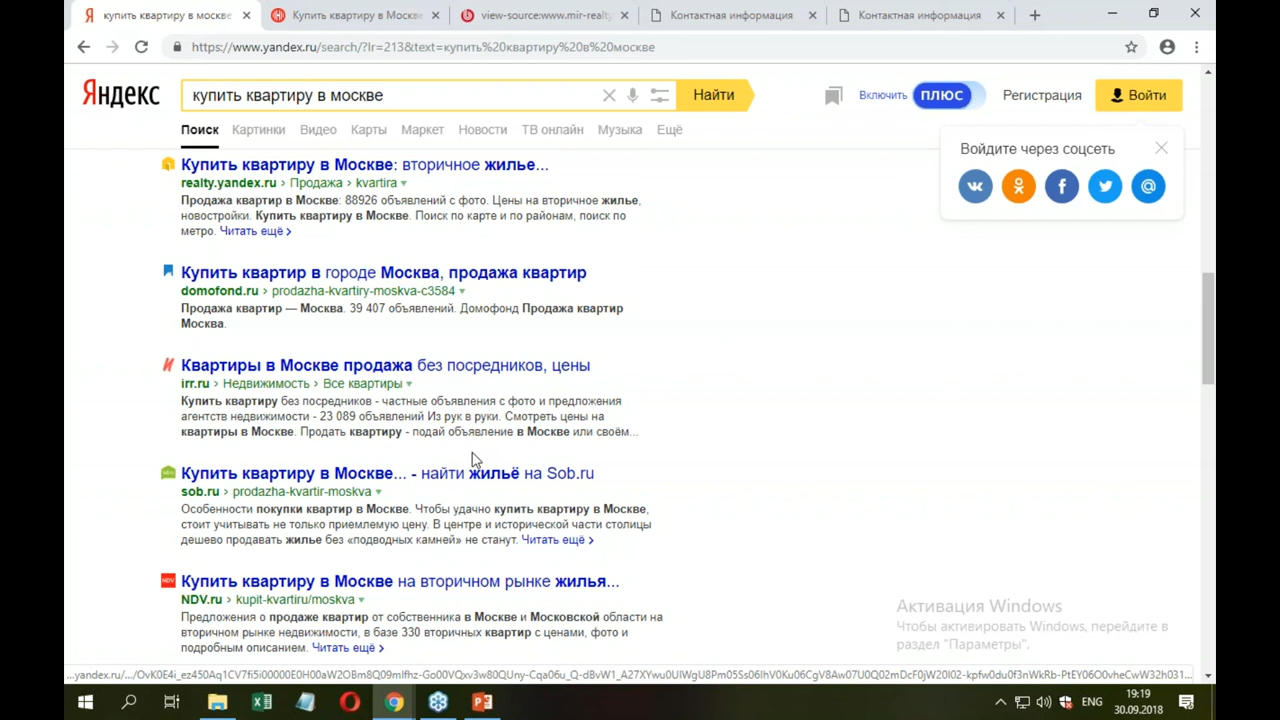 купить квартиру в москве
Купить квартиру в Москве
view-source:www.mir-realty
Контактная информация
Контактная информация
https://www.yandex.ru/search/?lr=213&text=купить%20квартиру%20в%20москве
Яндекс
купить квартиру в москве
Найти
Включить ПЛЮС
Регистрация
Войти
Поиск Картинки Видео Карты Маркет Новости ТВ онлайн Музыка Ещё
Войдите через соцсеть
Купить квартиру в Москве: вторичное жилье...
realty.yandex.ru › Продажа › kvartira
Продажа квартир в Москве: 88926 объявлений с фото. Цены на вторичное жилье,
новостройки. Купить квартиру в Москве. Поиск по карте и по районам, поиск по
метро. Читать ещё ›
Купить квартир в городе Москва, продажа квартир
domofond.ru › prodazha-kvartiry-moskva-c3584
Продажа квартир — Москва. 39 407 объявлений. Домофонд Продажа квартир
Москва.
Квартиры в Москве продажа без посредников, цены
irr.ru › Недвижимость › Все квартиры
Купить квартиру без посредников - частные объявления с фото и предложения
агентств недвижимости - 23 089 объявлений Из рук в руки. Смотреть цены на
квартиры в Москве. Продать квартиру - подай объявление в Москве или своём...
Купить квартиру в Москве... - найти жильё на Sob.ru
sob.ru › prodazha-kvartir-moskva
Особенности покупки квартир в Москве. Чтобы удачно купить квартиру в Москве,
стоит учитывать не только приемлемую цену. В центре и исторической части столицы
дешево продавать жилье без «подводных камней» не станут. Читать ещё ›
NDV
Купить квартиру в Москве на вторичном рынке жилья...
NDV.ru › kupit-kvartiru/moskva
Предложения о продаже квартир от собственника в Москве и Московской области на
вторичном рынке недвижимости, в базе 330 вторичных квартир с ценами, фото и
подробным описанием. Читать ещё ›
Активация Windows
Чтобы активировать Windows, перейдите в
раздел "Параметры".
ENG
19:19
30.09.2018